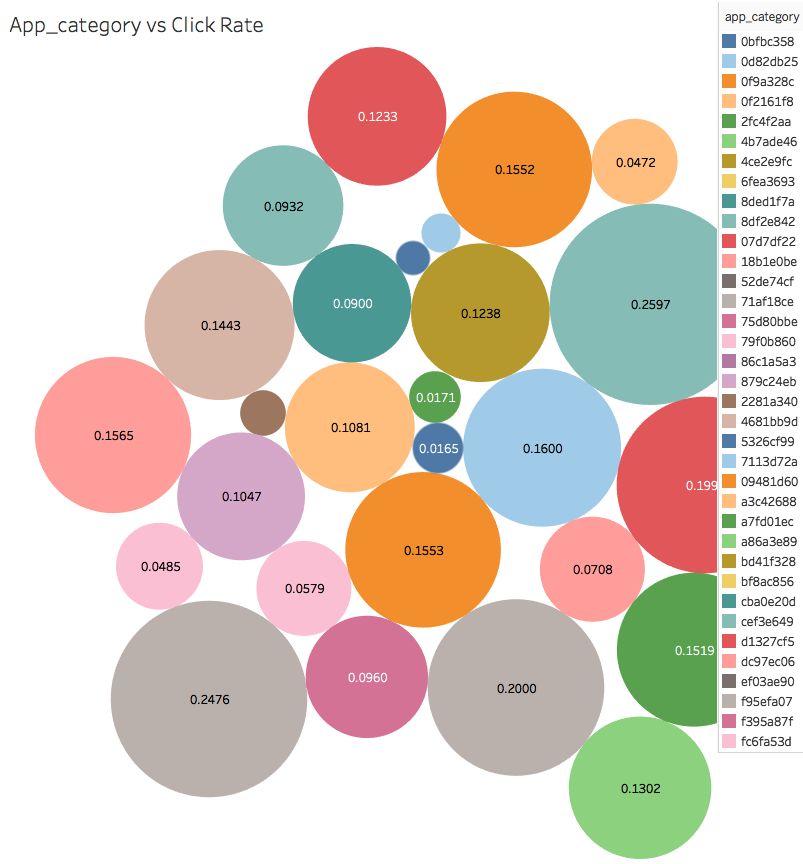 App_category vs Click Rate
0.1233
0.1552
0.0472
0.0932
0.2597
0.0900
0.1238
0.1443
0.0171
0.1081
0.1565
0.0165
0.1600
0.199
0.1047
0.1553
0.0485
0.0708
0.0579
0.1519
0.0960
0.2000
0.2476
0.1302
app_category
0bfbc358
0d82db25
0f9a328c
0f2161f8
2fc4f2aa
4b7ade46
4ce2e9fc
6fea3693
8ded1f7a
8df2e842
07d7df22
18b1e0be
52de74cf
71af18ce
75d80bbe
79f0b860
86c1a5a3
879c24eb
2281a340
4681bb9d
5326cf99
7113d72a
09481d60
a3c42688
a7fd01ec
a86a3e89
bd41f328
bf8ac856
cba0e20d
cef3e649
d1327cf5
dc97ec06
ef03ae90
f95efa07
f395a87f
fc6fa53d